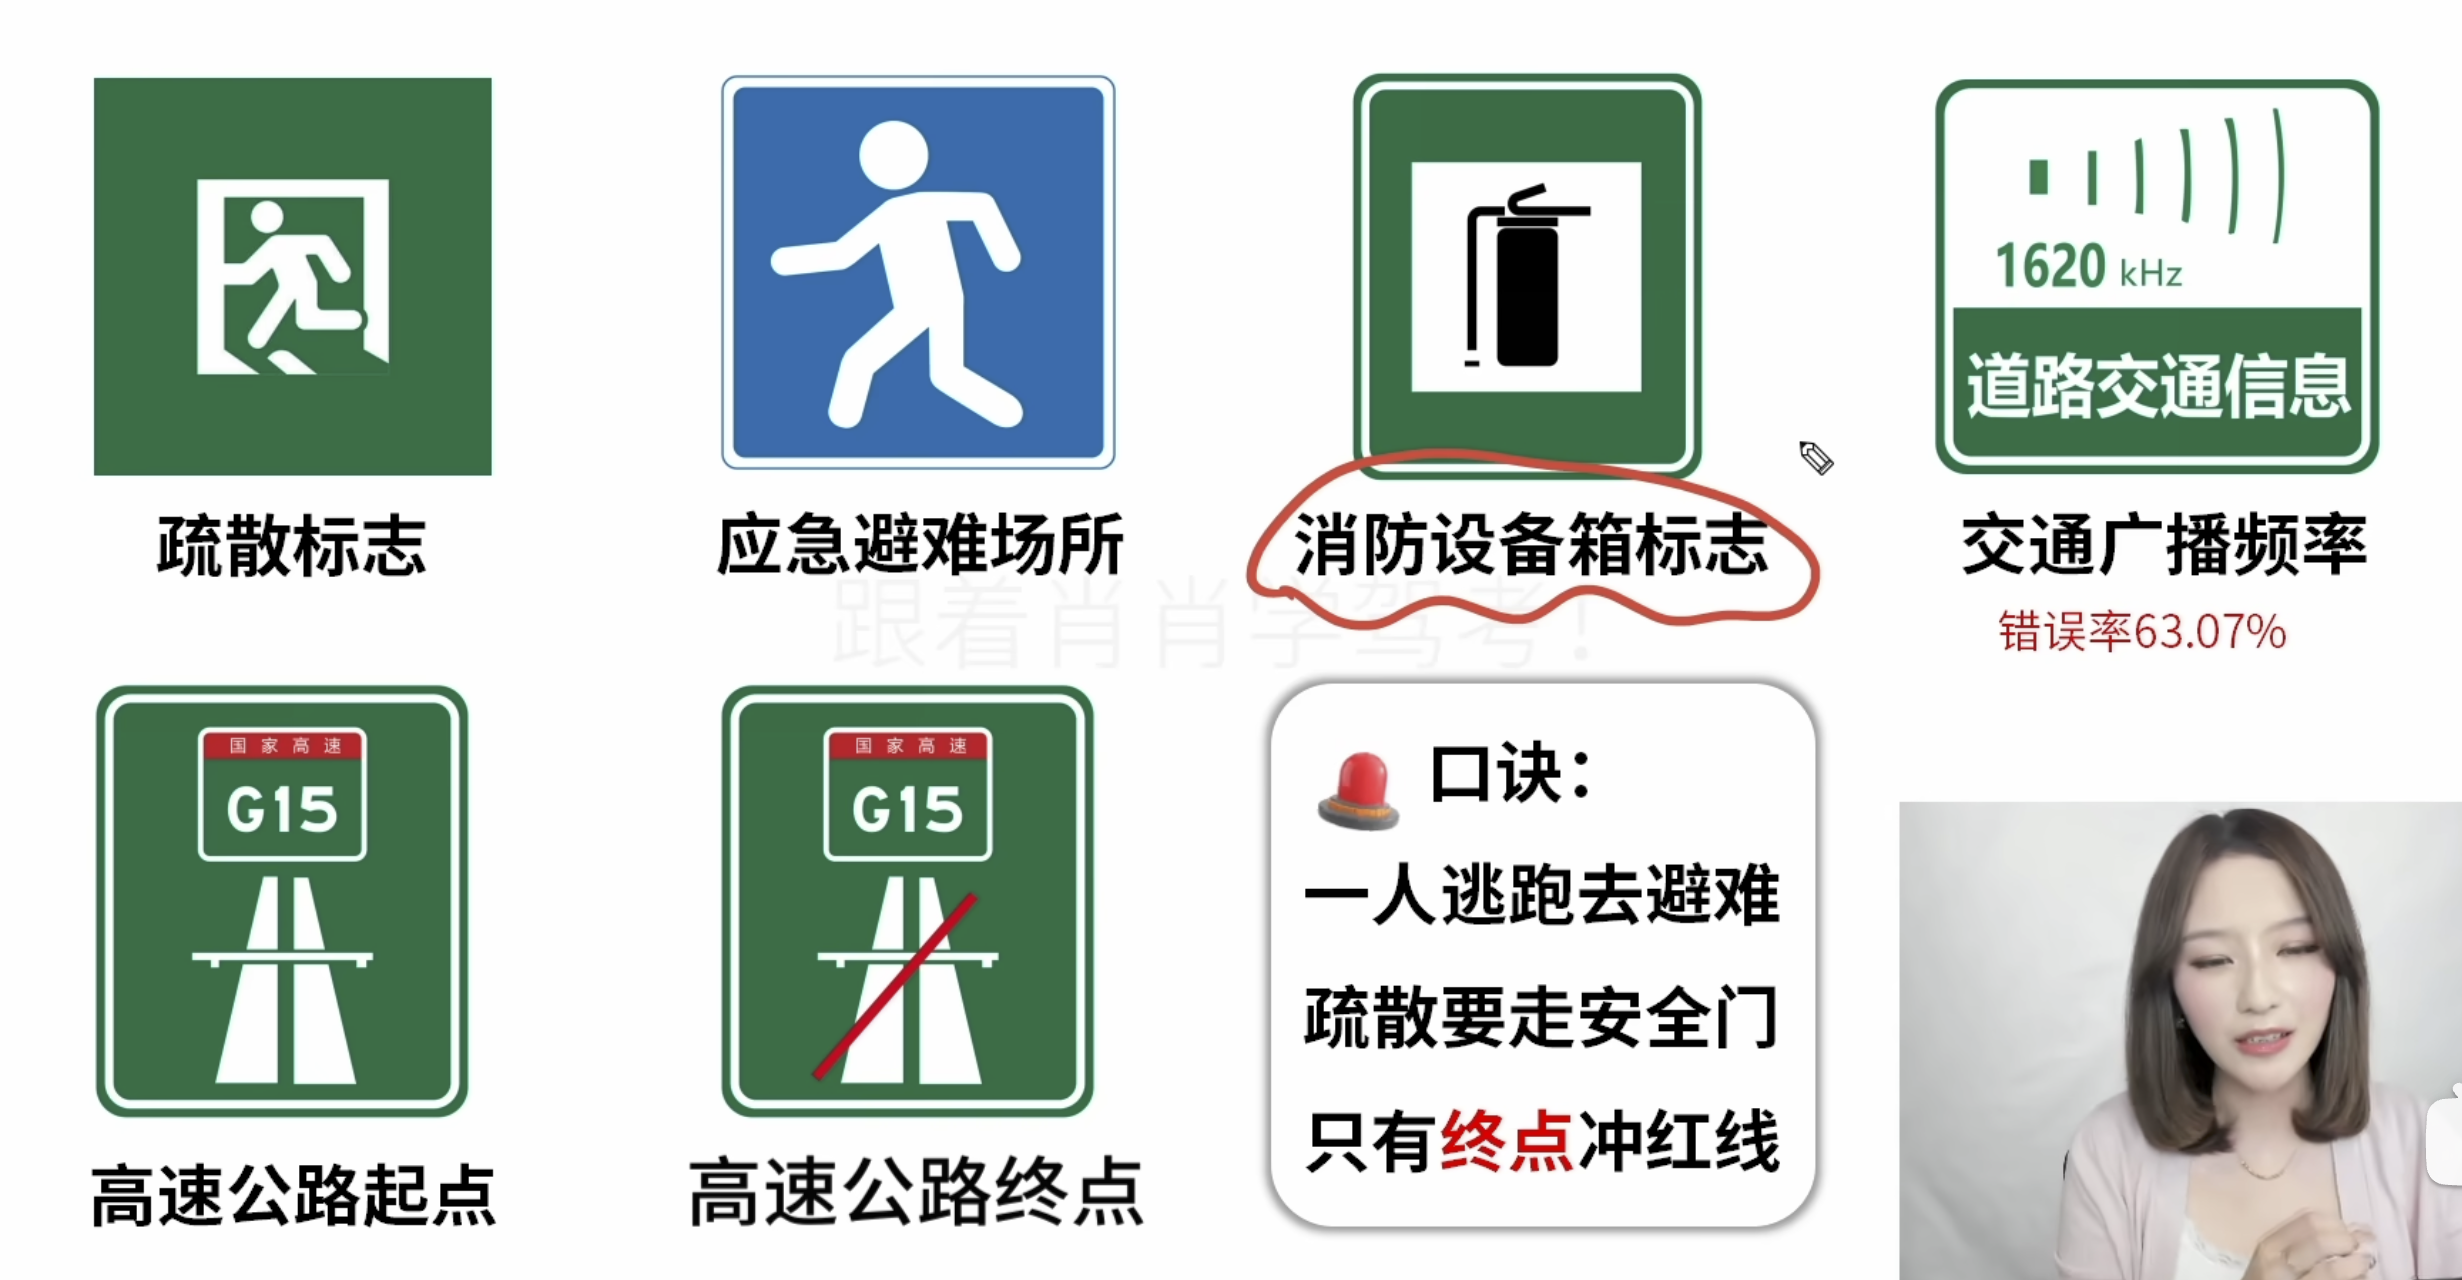 1620 kHz
道路交通信息
疏散标志
应急避难场所
消防设备箱标志
交通广播频率
错误率63.07%
跟着肖肖学驾考！
国家高速
G15
国家高速
G15
高速公路起点
高速公路终点
口诀：
一人逃跑去避难
疏散要走安全门
只有终点冲红线